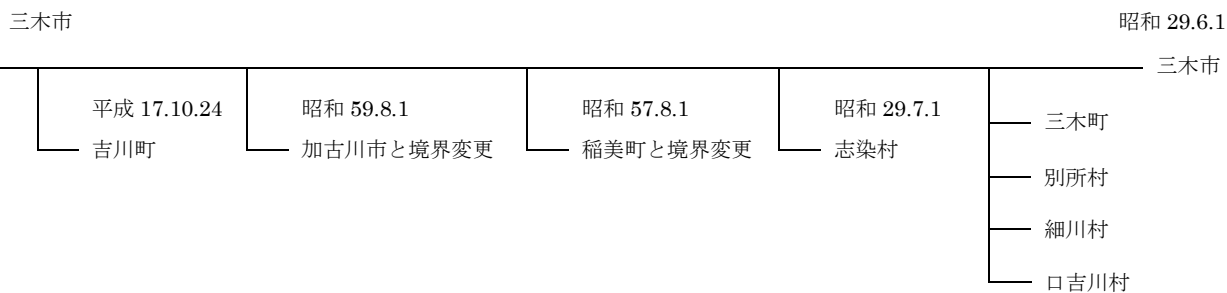 三木市
昭和 29.6.1
三木市
平成 17.10.24
吉川町
昭和 59.8.1
加古川市と境界変更
昭和 57.8.1
稲美町と境界変更
昭和 29.7.1
志染村
三木町
別所村
細川村
口吉川村